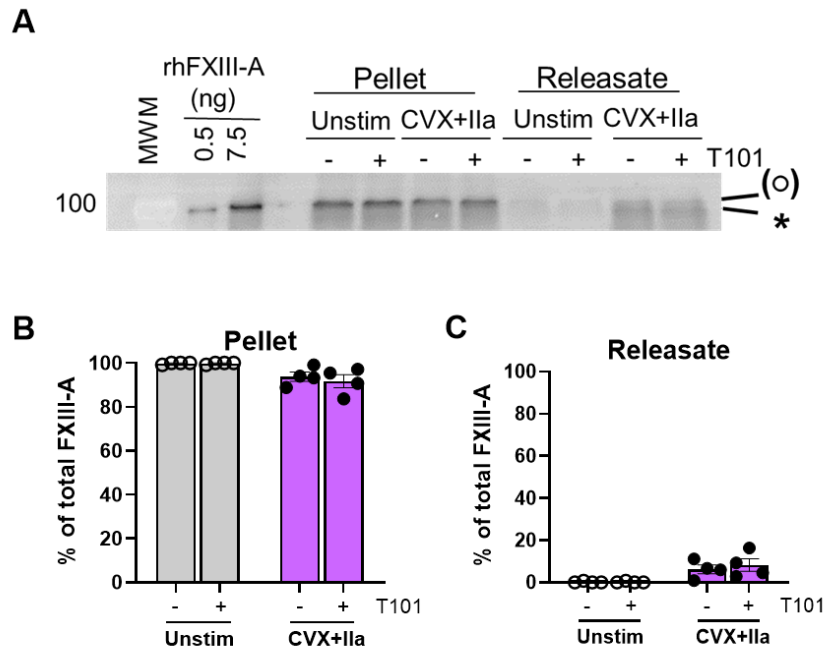 A
rhFXIII-A
(ng)
Pellet
Releasate
MWM
0.5
7.5
Unstim CVX+IIa Unstim CVX+IIa
- + - + - + - + T101
100
(○)
*
B
Pellet
% of total FXIII-A
100
80
60
40
20
0
- + - + T101
Unstim CVX+IIa
C
Releasate
% of total FXIII-A
100
80
60
40
20
0
- + - + T101
Unstim CVX+IIa